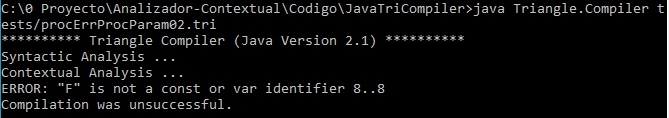 C:\0 Proyecto\Analizador-Contextual\Codigo\JavaTriCompiler>java Triangle.Compiler t
ests/procErrProcParam02.tri
********** Triangle Compiler (Java Version 2.1) **********
Syntactic Analysis ...
Contextual Analysis ...
ERROR: "F" is not a const or var identifier 8..8
Compilation was unsuccessful.